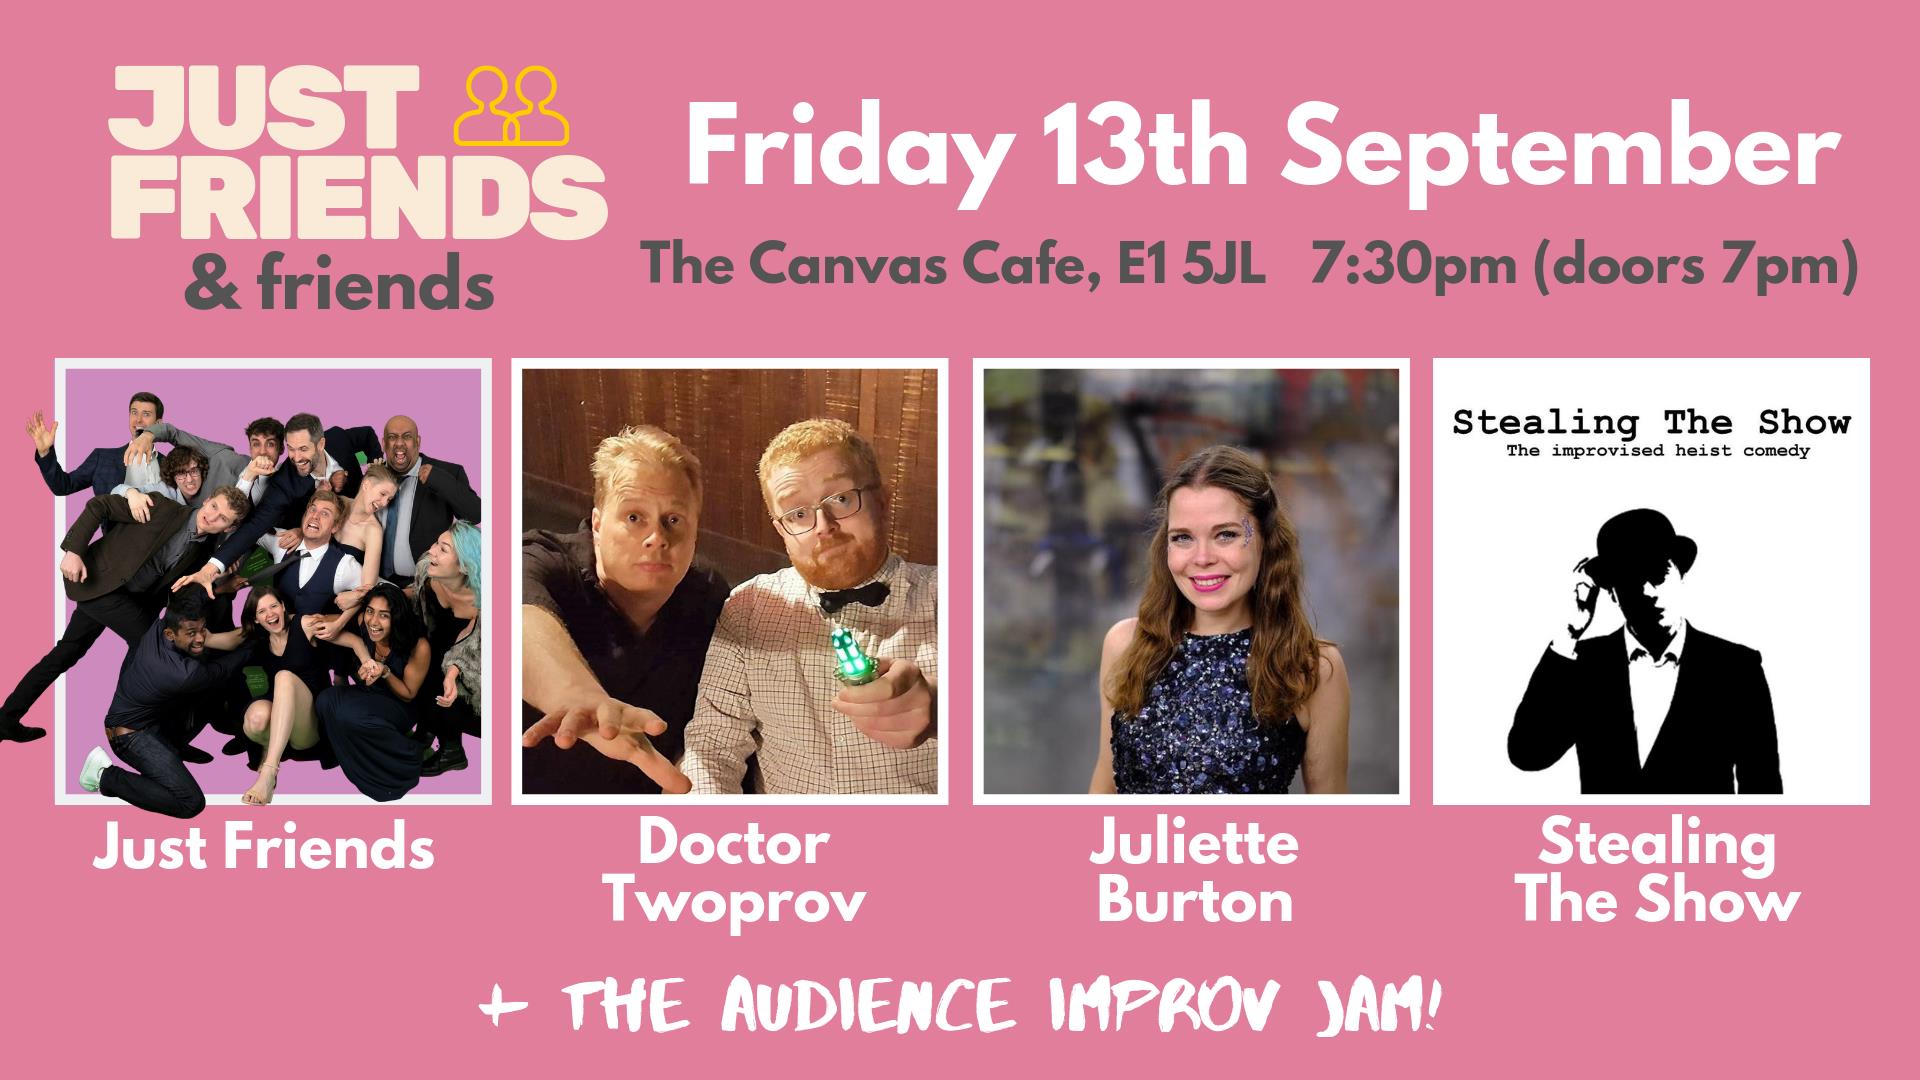 JUST
FRIENDS
& friends
Friday 13th September
The Canvas Cafe, E1 5JL 7:30pm (doors 7pm)
Stealing The Show
The improvised heist comedy
Just Friends
Doctor
Twoprov
Juliette
Burton
Stealing
The Show
+ THE AUDIENCE IMPROV JAM!